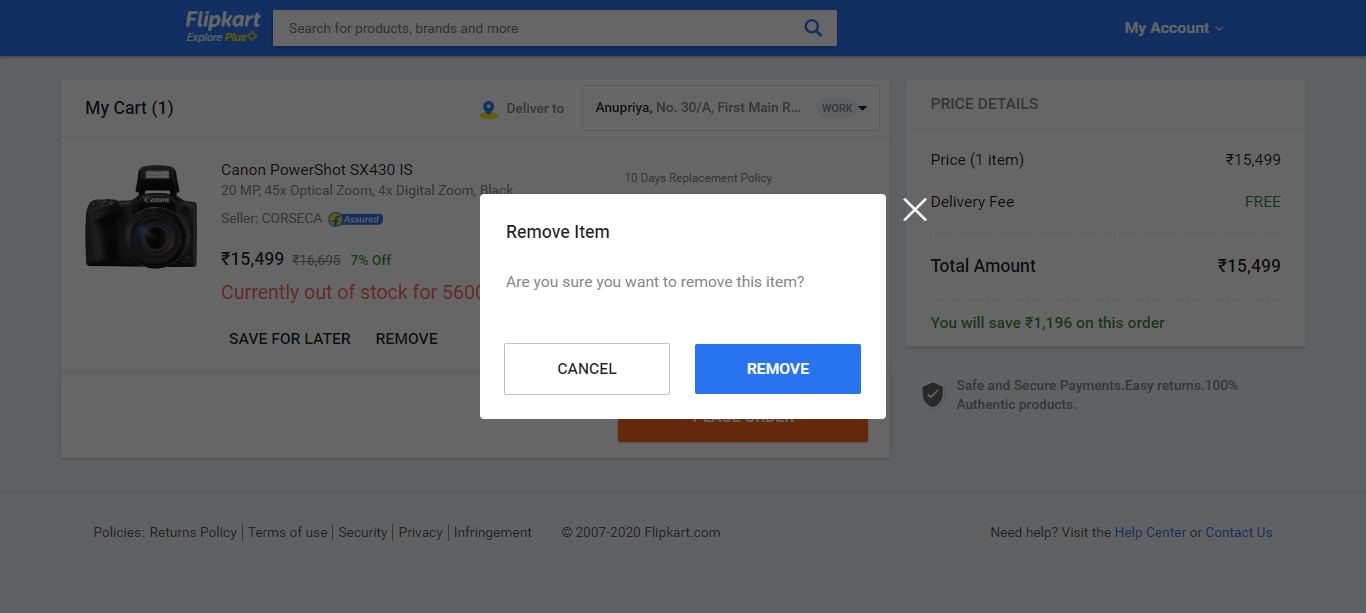 Flipkart
Explore Plus
Search for products, brands and more
My Account
My Cart (1)
Deliver to
Anupriya, No. 30/A, First Main R...
WORK
Canon PowerShot SX430 IS
20 MP, 45x Optical Zoom, 4x Digital Zoom, Black
Seller: CORSECA
Assured
Canon
₹15,499 ₹16,695 7% Off
Currently out of stock for 5600
SAVE FOR LATER
REMOVE
10 Days Replacement Policy
Remove Item
Are you sure you want to remove this item?
CANCEL
REMOVE
PLACE ORDER
PRICE DETAILS
Price (1 item) ₹15,499
Delivery Fee FREE
Total Amount ₹15,499
You will save ₹1,196 on this order
Safe and Secure Payments.Easy returns.100%
Authentic products.
Policies: Returns Policy | Terms of use | Security | Privacy | Infringement
© 2007-2020 Flipkart.com
Need help? Visit the Help Center or Contact Us